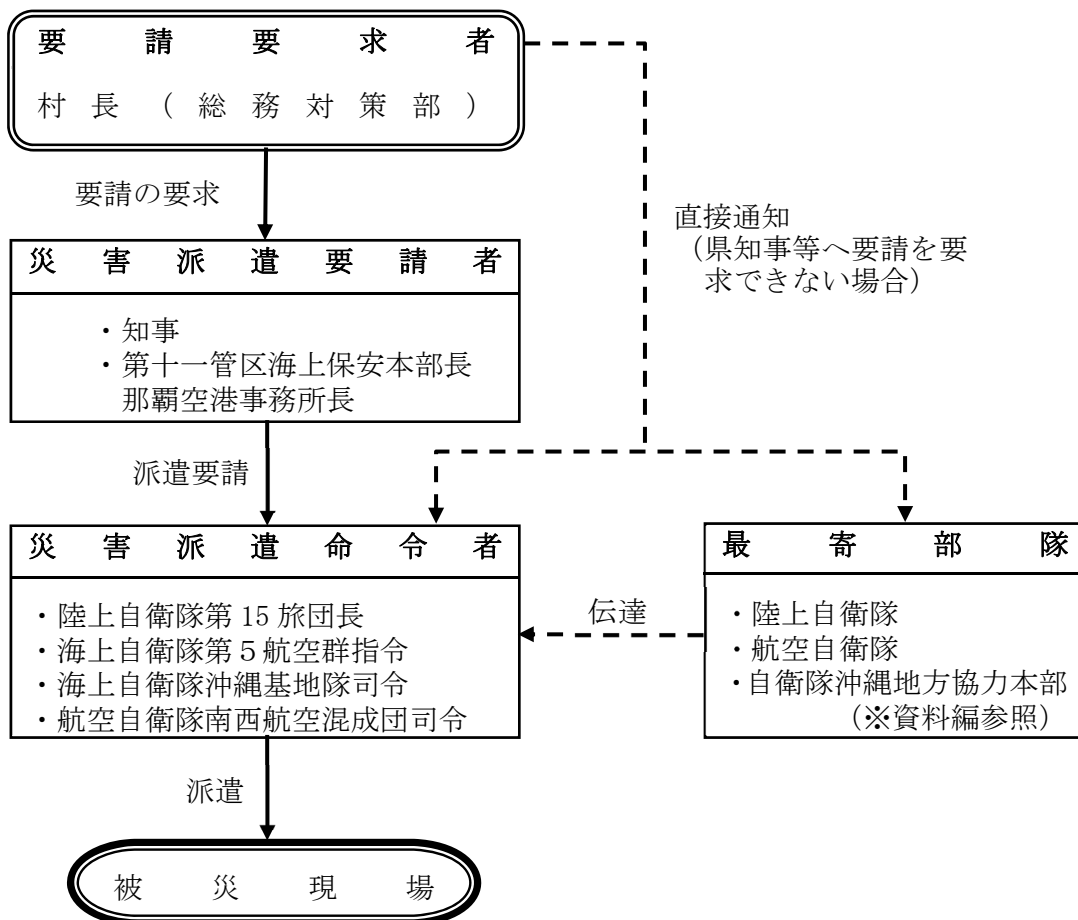 要請要求者
村長（総務対策部）
要請の要求
直接通知
（県知事等へ要請を要
求できない場合）
災害派遣要請者
・知事
・第十一管区海上保安本部長
那覇空港事務所長
派遣要請
災害派遣命令者
・陸上自衛隊第15旅団長
・海上自衛隊第５航空群指令
・海上自衛隊沖縄基地隊司令
・航空自衛隊南西航空混成団司令
伝達
最寄部隊
・陸上自衛隊
・航空自衛隊
・自衛隊沖縄地方協力本部
（※資料編参照）
派遣
被災現場